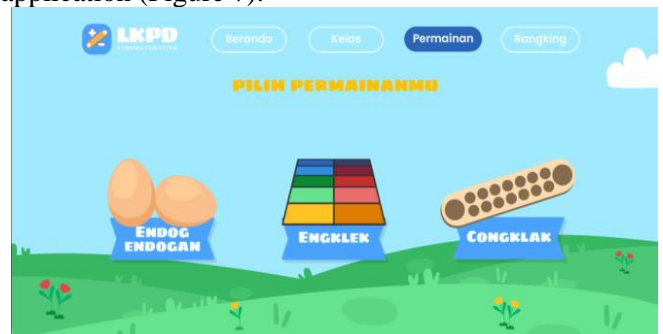 application (Figure 7).
LKPD
ETNOMATEMATIKA
Beranda
Kelas
Permainan
Rangking
PILIH PERMAINANMU
ENDOG
ENDOGAN
ENGKLEK
CONGKLAK